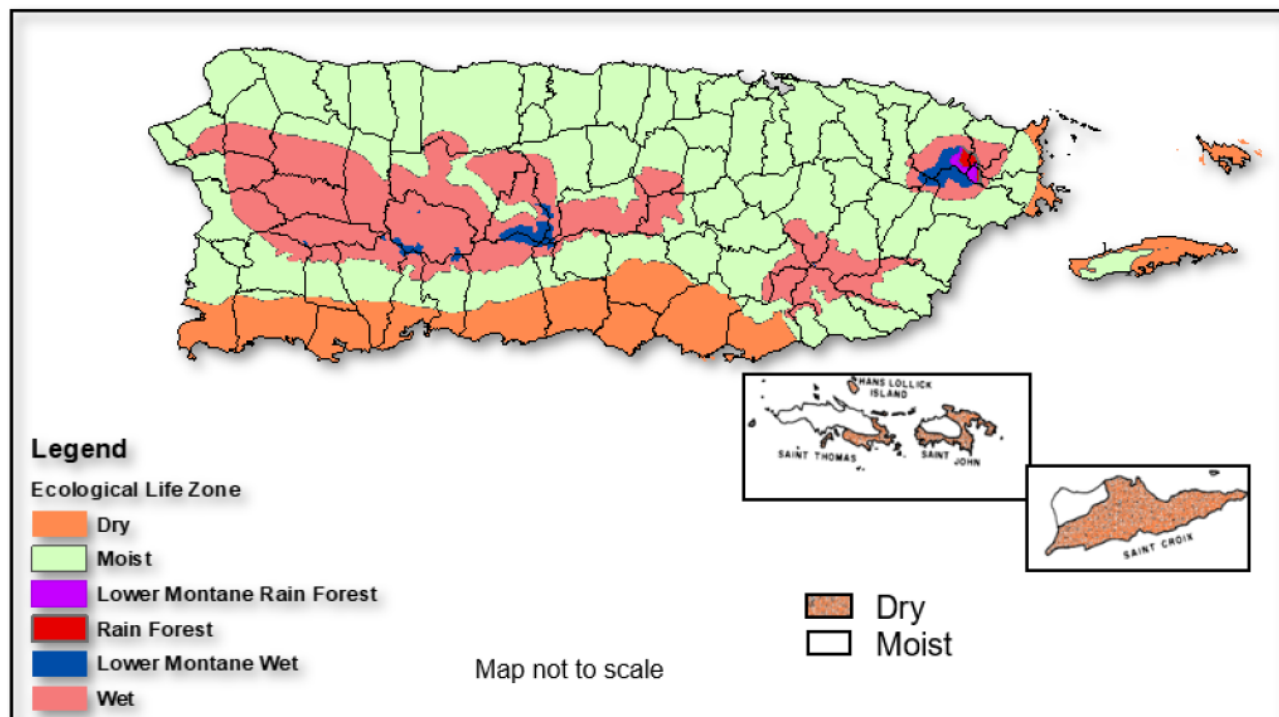 HANS LOLLICK
ISLAND
SAINT THOMAS
SAINT
JOHN
SAINT CROIX
Legend
Ecological Life Zone
Dry
Moist
Lower Montane Rain Forest
Rain Forest
Lower Montane Wet
Wet
Map not to scale
Dry
Moist